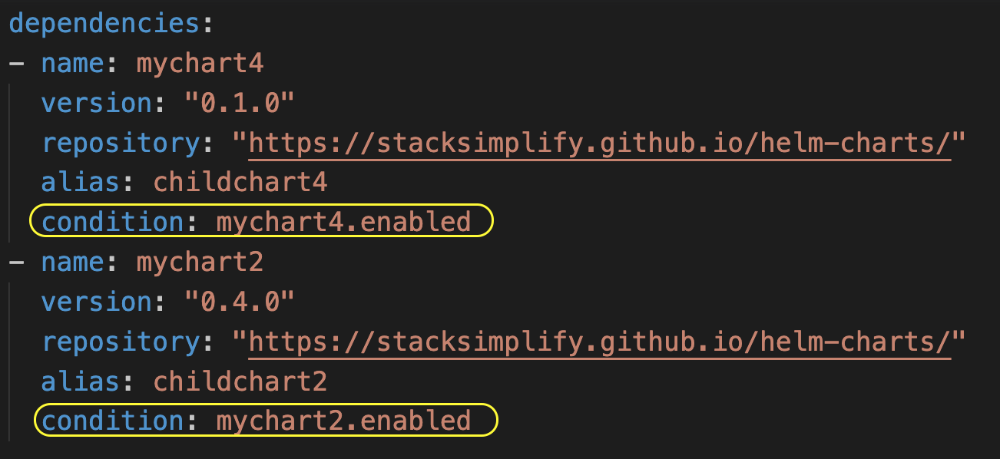 dependencies:
- name: mychart4
  version: "0.1.0"
  repository: "https://stacksimplify.github.io/helm-charts/"
  alias: childchart4
  condition: mychart4.enabled
- name: mychart2
  version: "0.4.0"
  repository: "https://stacksimplify.github.io/helm-charts/"
  alias: childchart2
  condition: mychart2.enabled